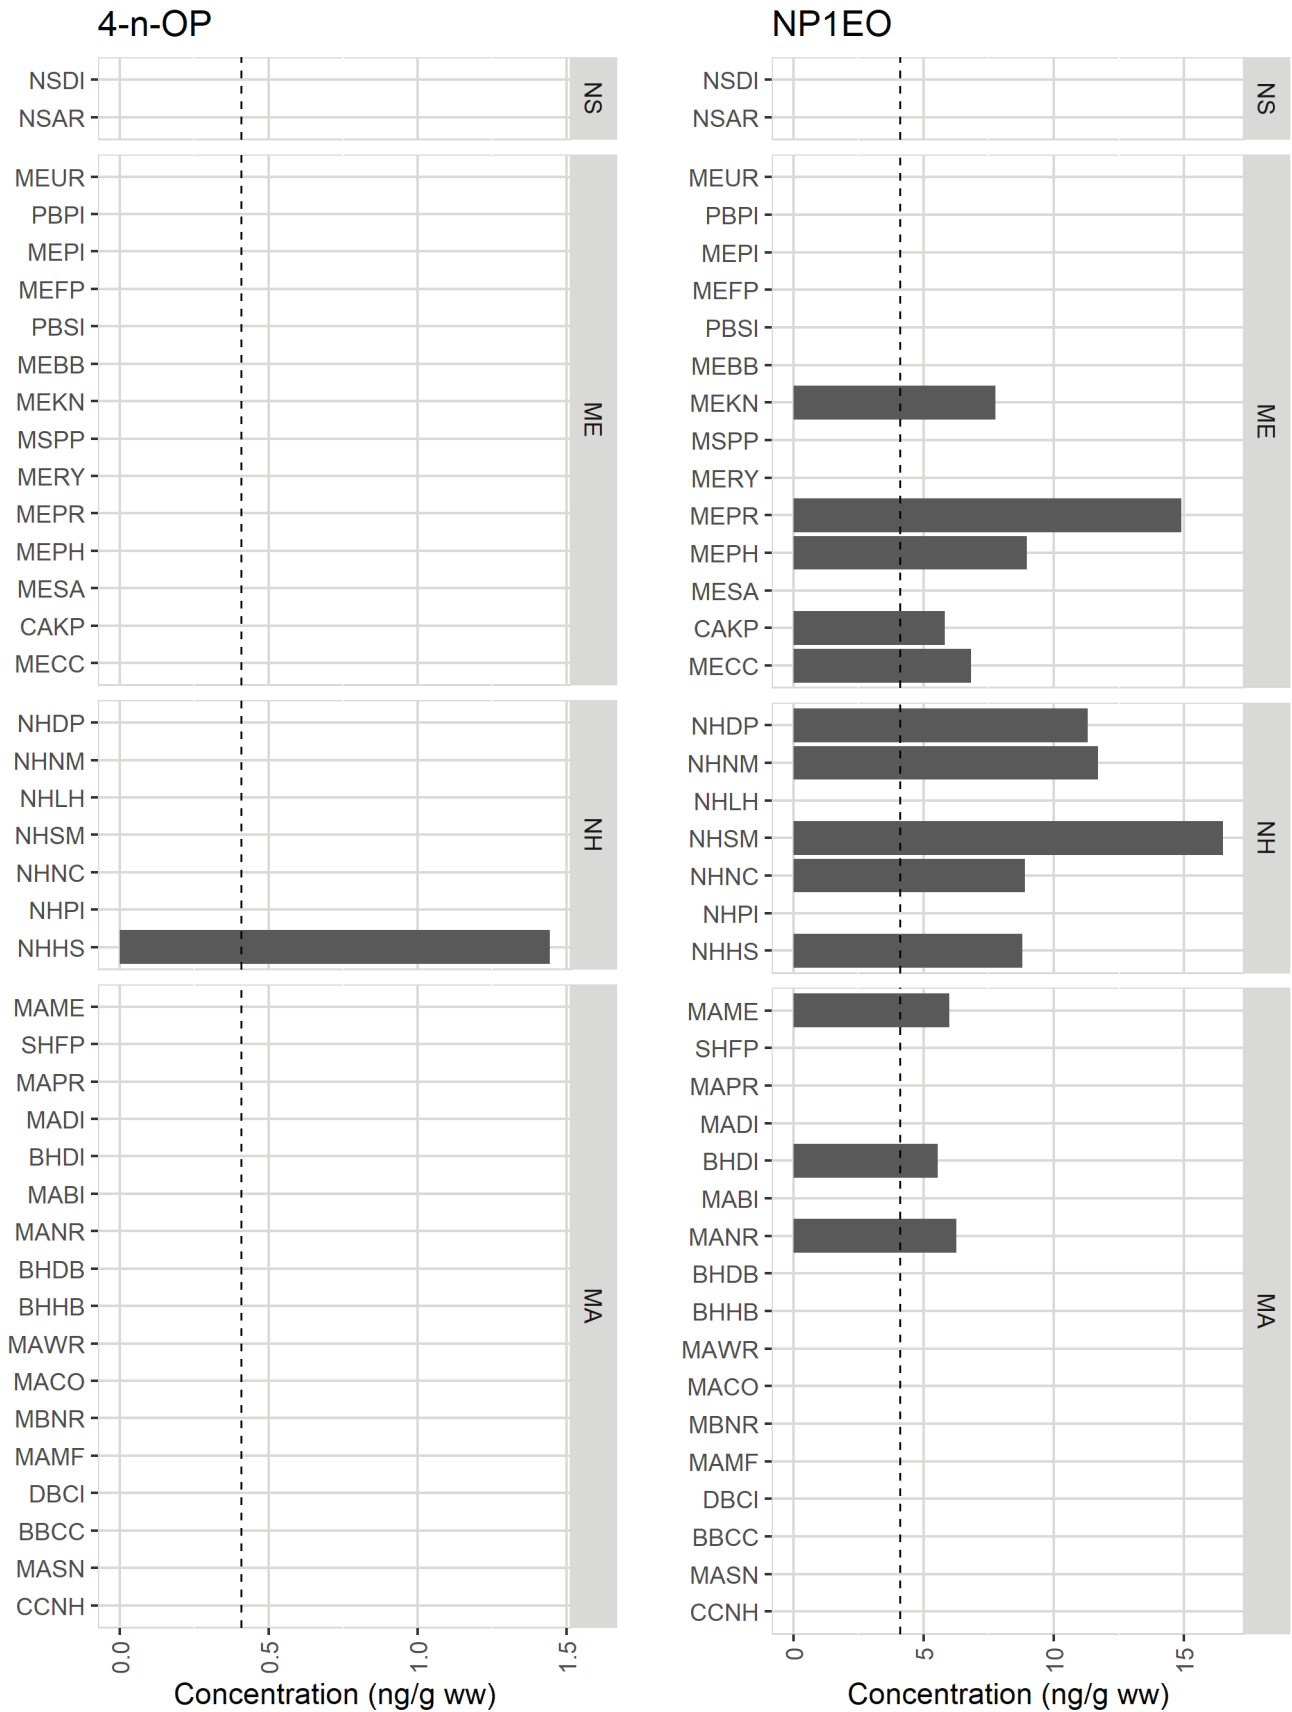 4-n-OP
NSDI
NSAR
NS
MEUR
PBPI
MEPI
MEFP
PBSI
MEBB
MEKN
MSPP
MERY
MEPR
MEPH
MESA
CAKP
MECC
ME
NHDP
NHNM
NHLH
NHSM
NHNC
NHPI
NHHS
NH
MAME
SHFP
MAPR
MADI
BHDI
MABI
MANR
BHDB
BHHB
MAWR
MACO
MBNR
MAMF
DBCI
BBCC
MASN
CCNH
MA
0.0 0.5 1.0 1.5
Concentration (ng/g ww)
NP1EO
NSDI
NSAR
NS
MEUR
PBPI
MEPI
MEFP
PBSI
MEBB
MEKN
MSPP
MERY
MEPR
MEPH
MESA
CAKP
MECC
ME
NHDP
NHNM
NHLH
NHSM
NHNC
NHPI
NHHS
NH
MAME
SHFP
MAPR
MADI
BHDI
MABI
MANR
BHDB
BHHB
MAWR
MACO
MBNR
MAMF
DBCI
BBCC
MASN
CCNH
MA
0 5 10 15
Concentration (ng/g ww)